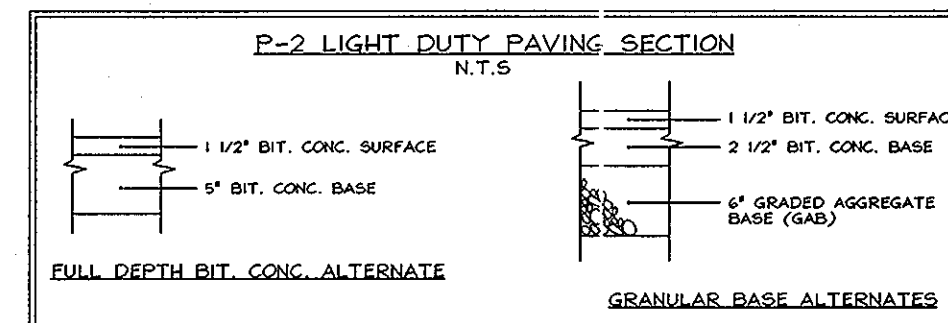 P-2 LIGHT DUTY PAVING SECTION
N.T.S
1 1/2" BIT. CONC. SURFACE
5" BIT. CONC. BASE
FULL DEPTH BIT. CONC. ALTERNATE
1 1/2" BIT. CONC. SURFAC
2 1/2" BIT. CONC. BASE
6" GRADED AGGREGATE
BASE (GAB)
GRANULAR BASE ALTERNATES